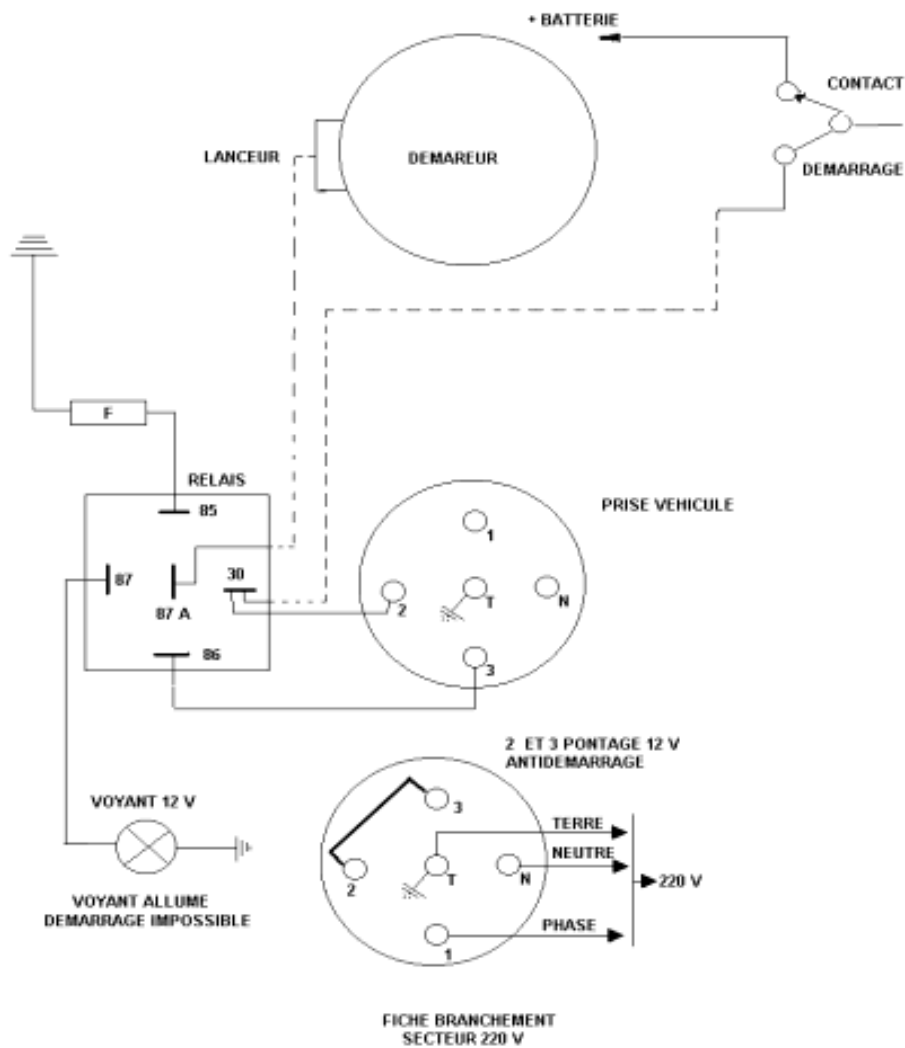 + BATTERIE
CONTACT
LANCEUR
DEMAREUR
DEMARRAGE
F
RELAIS
85
PRISE VEHICULE
1
87
30
87 A
2
T
N
86
3
2 ET 3 PONTAGE 12 V
ANTIDEMARRAGE
VOYANT 12 V
3
TERRE
NEUTRE
2
T
N
220 V
VOYANT ALLUME
DEMARRAGE IMPOSSIBLE
PHASE
1
FICHE BRANCHEMENT
SECTEUR 220 V